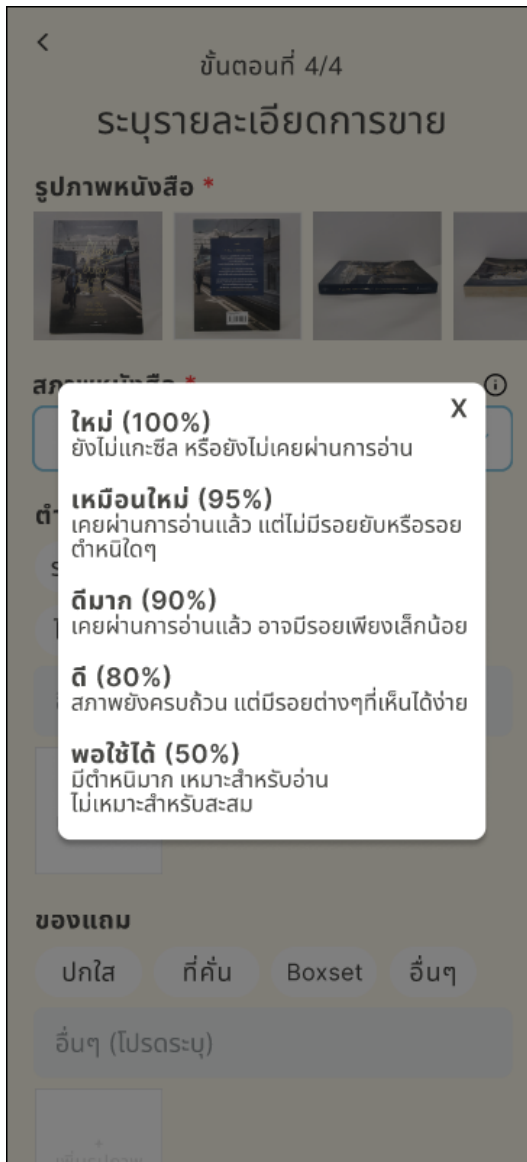 ขั้นตอนที่ 4/4
ระบุรายละเอียดการขาย
รูปภาพหนังสือ *
X
ใหม่ (100%)
ยังไม่แกะซีล หรือยังไม่เคยผ่านการอ่าน
เหมือนใหม่ (95%)
เคยผ่านการอ่านแล้ว แต่ไม่มีรอยยับหรือรอย
ตำหนิใดๆ
ดีมาก (90%)
เคยผ่านการอ่านแล้ว อาจมีรอยเพียงเล็กน้อย
ดี (80%)
สภาพยังครบถ้วน แต่มีรอยต่างๆที่เห็นได้ง่าย
พอใช้ได้ (50%)
มีตำหนิมาก เหมาะสำหรับอ่าน
ไม่เหมาะสำหรับสะสม
ของแถม
ปกใส ที่คั่น Boxset อื่นๆ
อื่นๆ (โปรดระบุ)
+